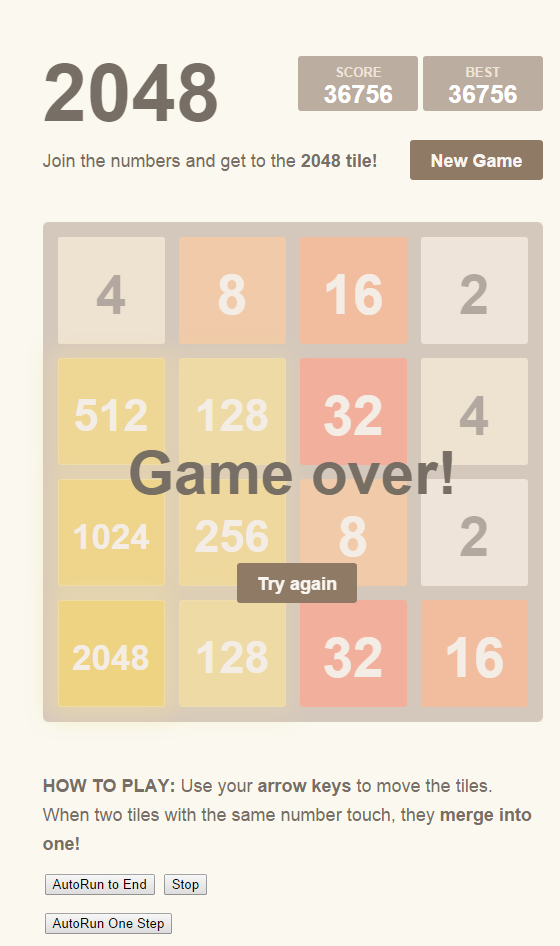 2048
SCORE
36756
BEST
36756
Join the numbers and get to the 2048 tile!
New Game
4 8 16 2
512 128 32 4
Game over!
1024 256 8 2
Try again
2048 128 32 16
HOW TO PLAY: Use your arrow keys to move the tiles.
When two tiles with the same number touch, they merge into
one!
AutoRun to End Stop
AutoRun One Step